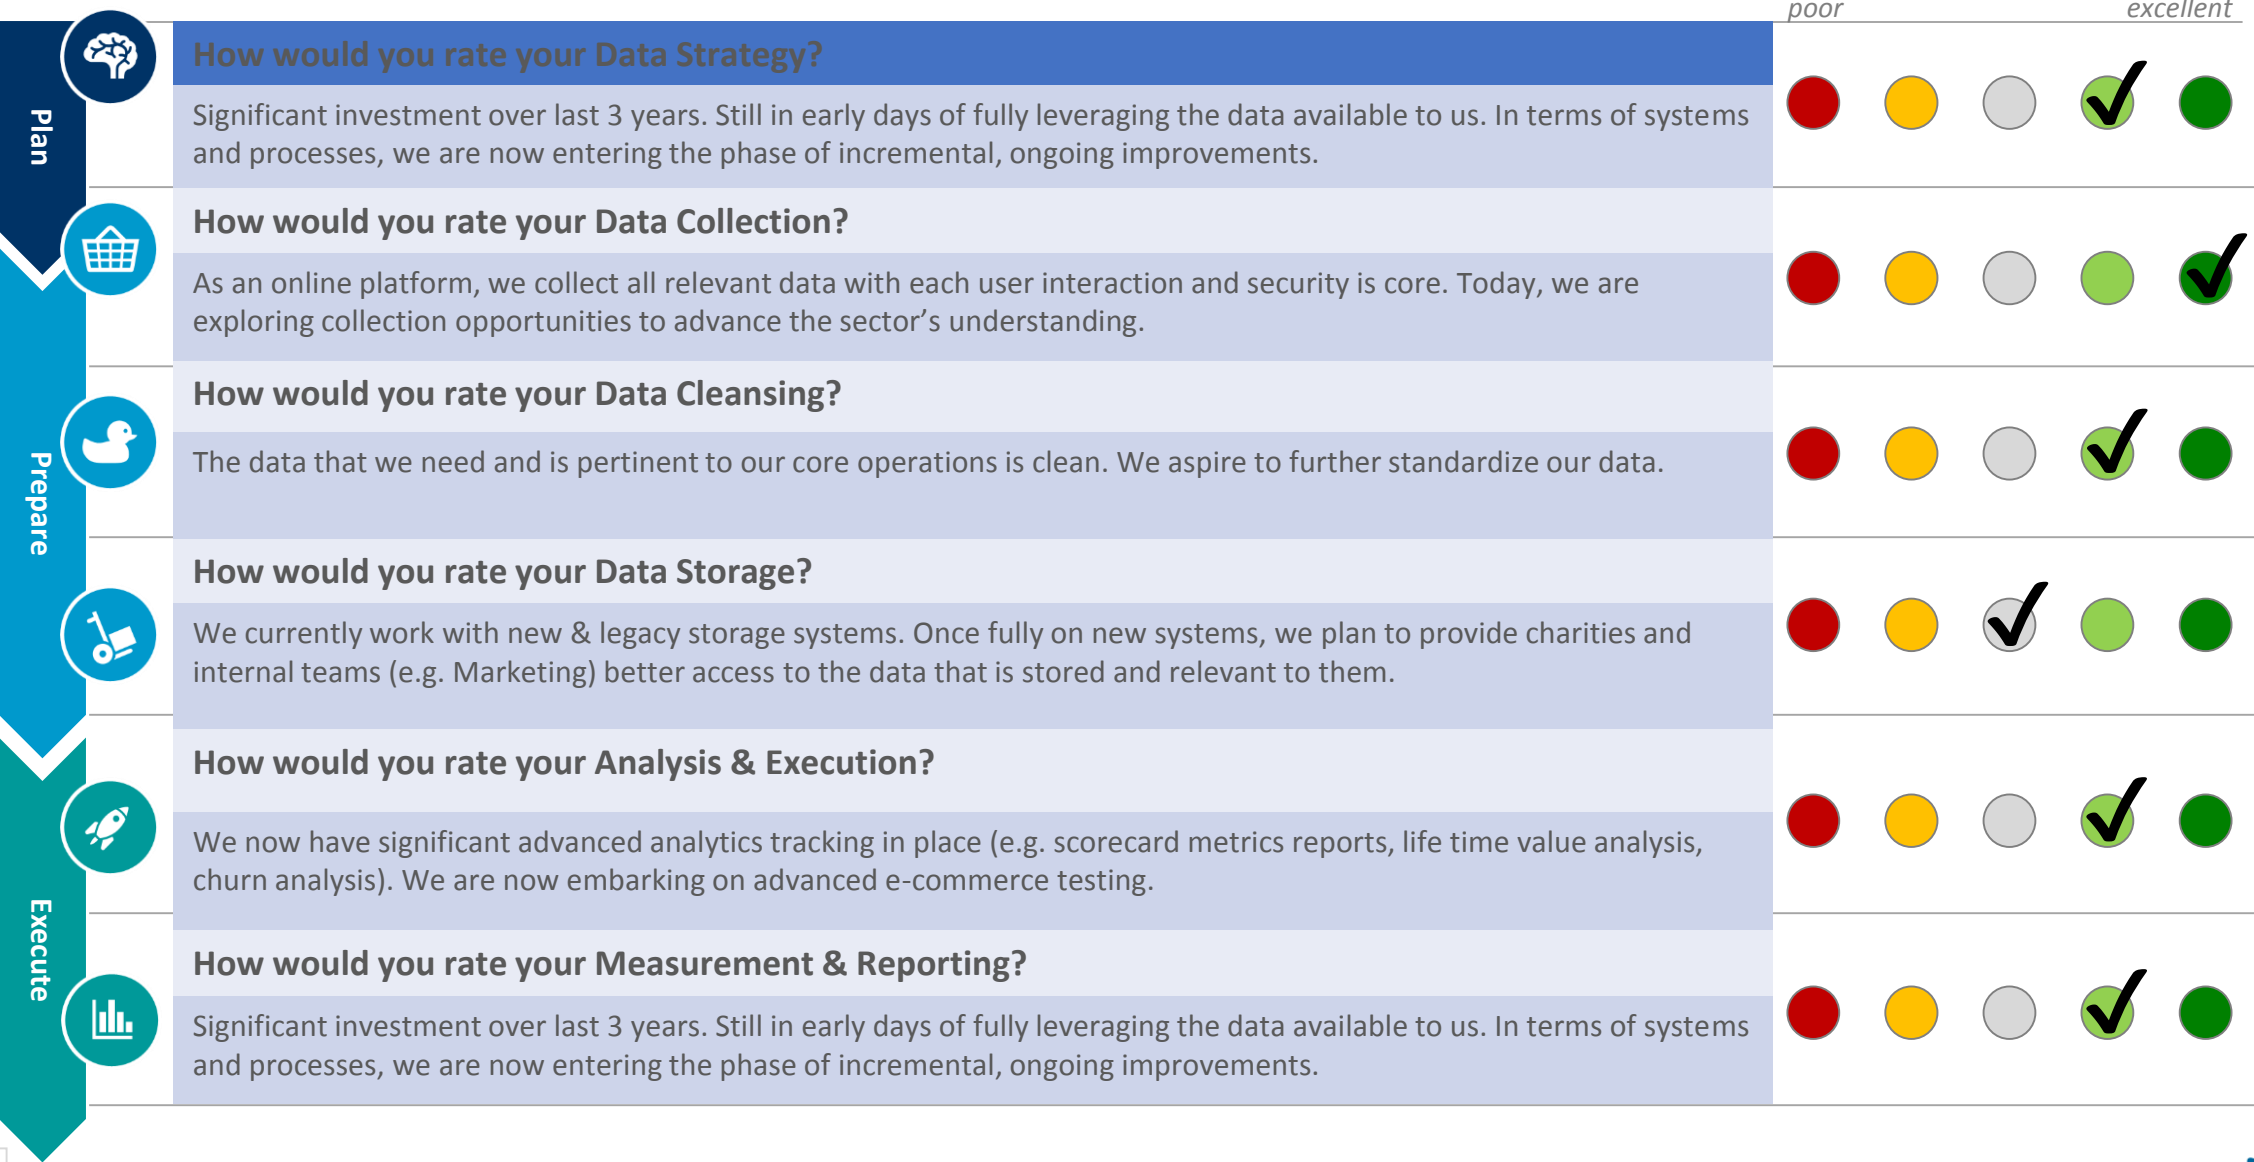 poor excellent
How would you rate your Data Strategy?
Significant investment over last 3 years. Still in early days of fully leveraging the data available to us. In terms of systems
and processes, we are now entering the phase of incremental, ongoing improvements.
Plan
How would you rate your Data Collection?
As an online platform, we collect all relevant data with each user interaction and security is core. Today, we are
exploring collection opportunities to advance the sector’s understanding.
How would you rate your Data Cleansing?
The data that we need and is pertinent to our core operations is clean. We aspire to further standardize our data.
Prepare
How would you rate your Data Storage?
We currently work with new & legacy storage systems. Once fully on new systems, we plan to provide charities and
internal teams (e.g. Marketing) better access to the data that is stored and relevant to them.
How would you rate your Analysis & Execution?
We now have significant advanced analytics tracking in place (e.g. scorecard metrics reports, life time value analysis,
churn analysis). We are now embarking on advanced e-commerce testing.
Execute
How would you rate your Measurement & Reporting?
Significant investment over last 3 years. Still in early days of fully leveraging the data available to us. In terms of systems
and processes, we are now entering the phase of incremental, ongoing improvements.